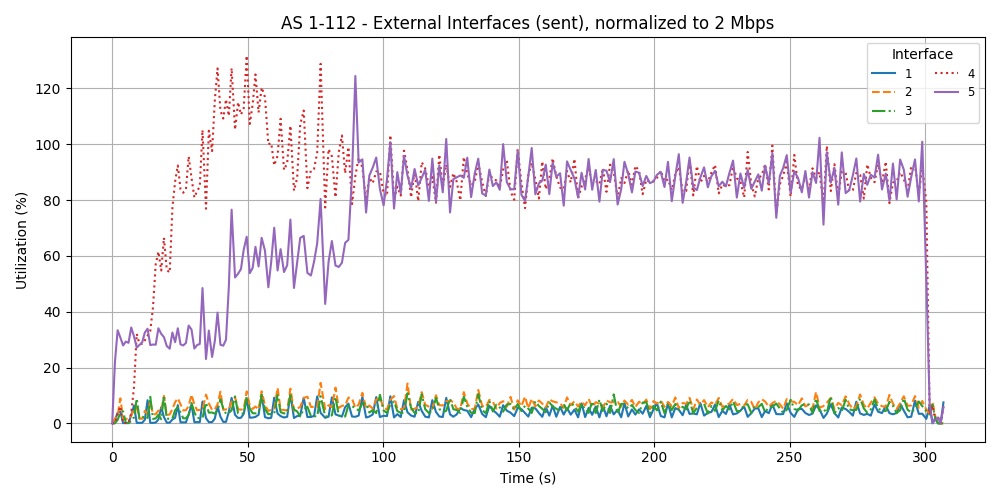 AS 1-112 - External Interfaces (sent), normalized to 2 Mbps
Interface
1
2
3
4
5
Utilization (%)
120
100
80
60
40
20
0
0 50 100 150 200 250 300
Time (s)